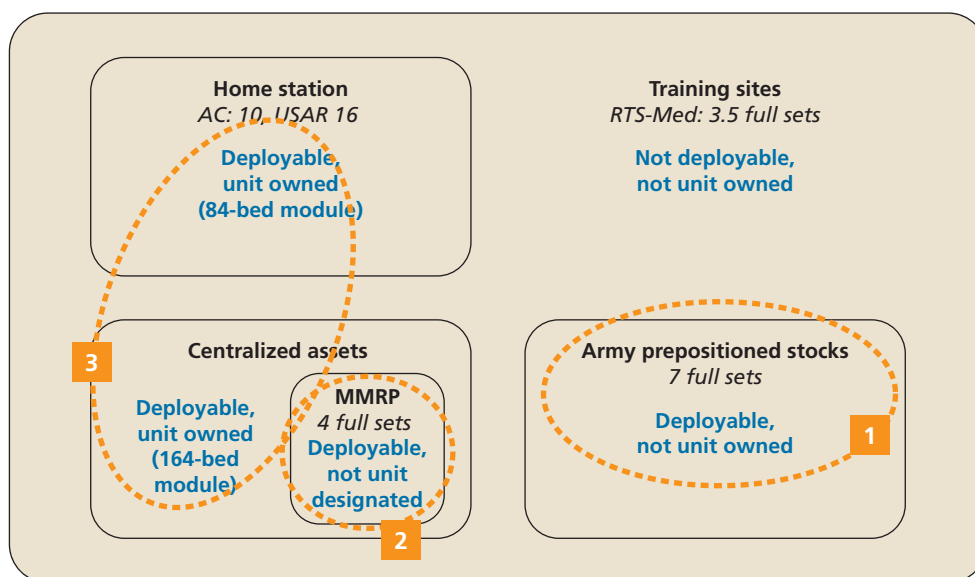 Home station
AC: 10, USAR 16
Deployable,
unit owned
(84-bed module)
Training sites
RTS-Med: 3.5 full sets
Not deployable,
not unit owned
3
Centralized assets
Deployable,
unit owned
(164-bed
module)
MMRP
4 full sets
Deployable,
not unit
designated
2
Army prepositioned stocks
7 full sets
Deployable,
not unit owned
1